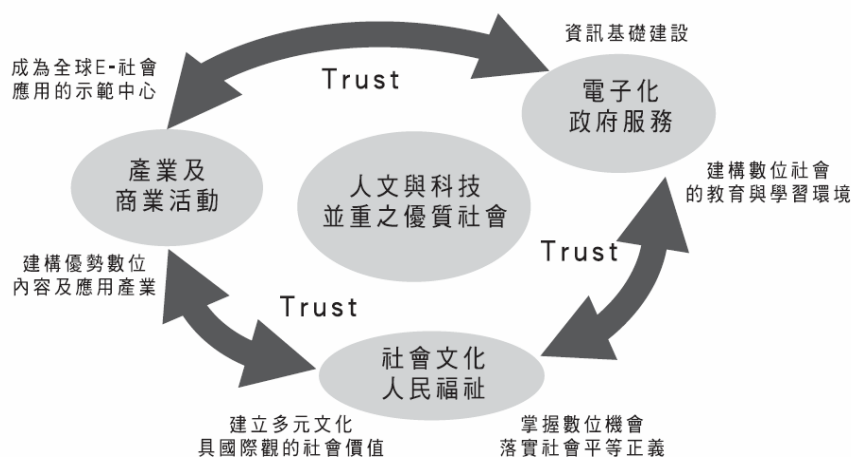 資訊基礎建設
成為全球E-社會
應用的示範中心
Trust
電子化
政府服務
產業及
商業活動
人文與科技
並重之優質社會
建構數位社會
的教育與學習環境
建構優勢數位
內容及應用產業
Trust
Trust
社會文化
人民福祉
建立多元文化
具國際觀的社會價值
掌握數位機會
落實社會平等正義